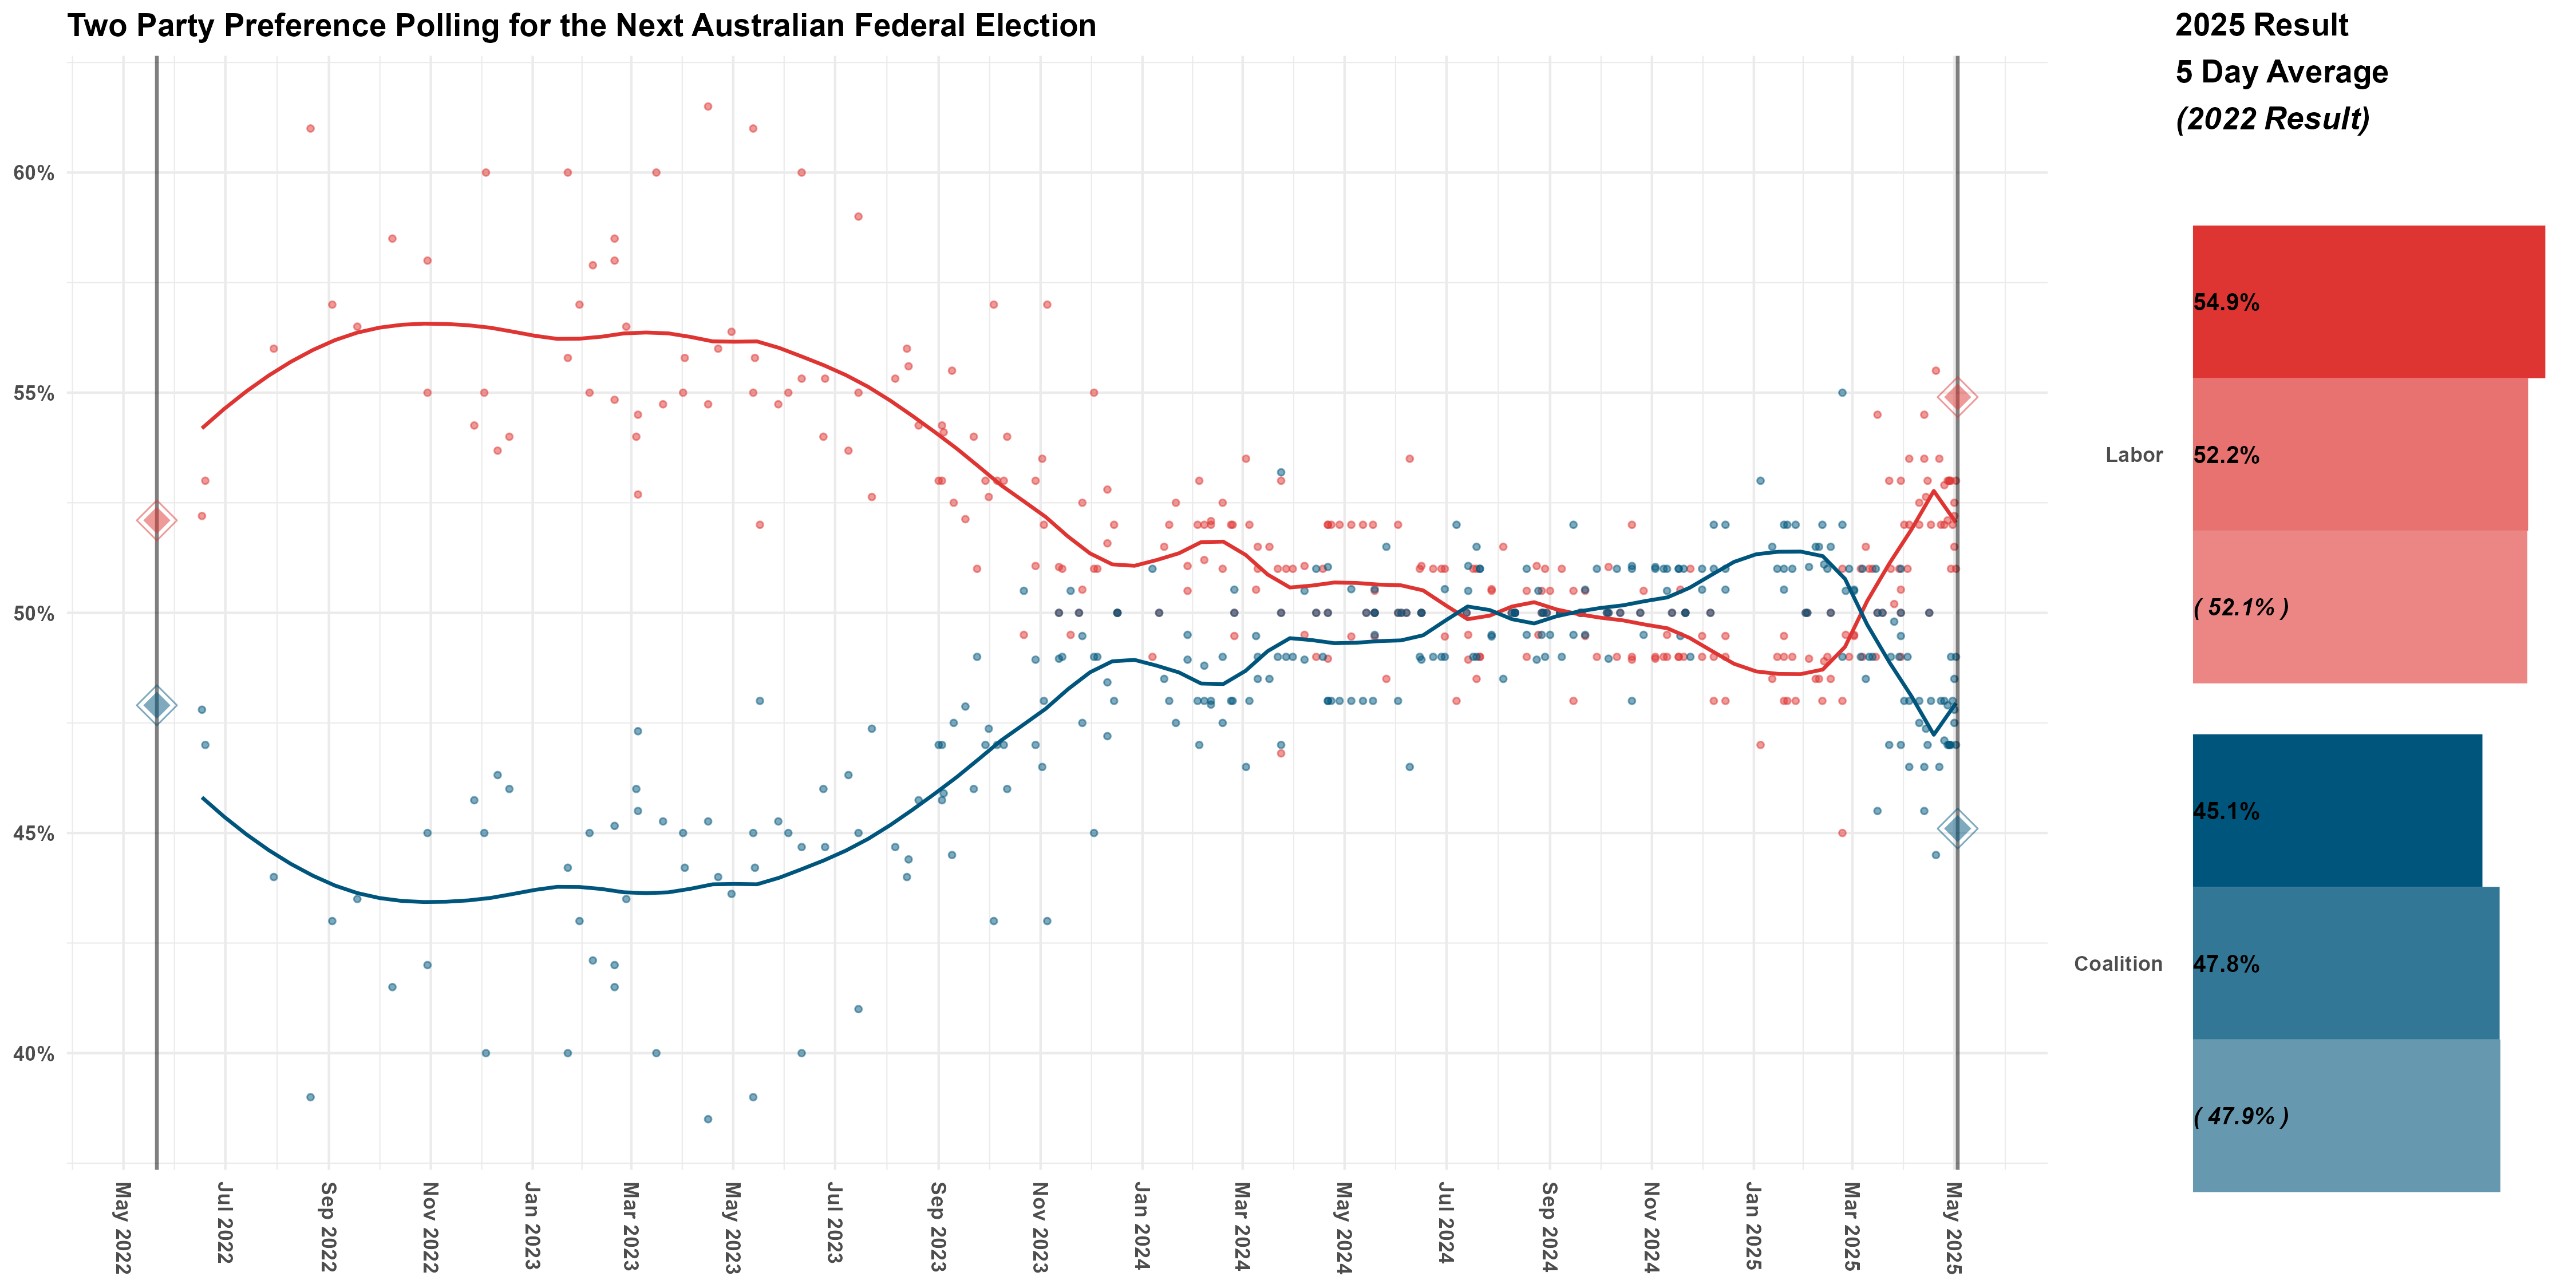 Two Party Preference Polling for the Next Australian Federal Election
60%
55%
50%
45%
40%
May 2022
Jul 2022
Sep 2022
Nov 2022
Jan 2023
Mar 2023
May 2023
Jul 2023
Sep 2023
Nov 2023
Jan 2024
Mar 2024
May 2024
Jul 2024
Sep 2024
Nov 2024
Jan 2025
Mar 2025
May 2025
2025 Result
5 Day Average
(2022 Result)
Labor
54.9%
52.2%
( 52.1% )
Coalition
45.1%
47.8%
( 47.9% )